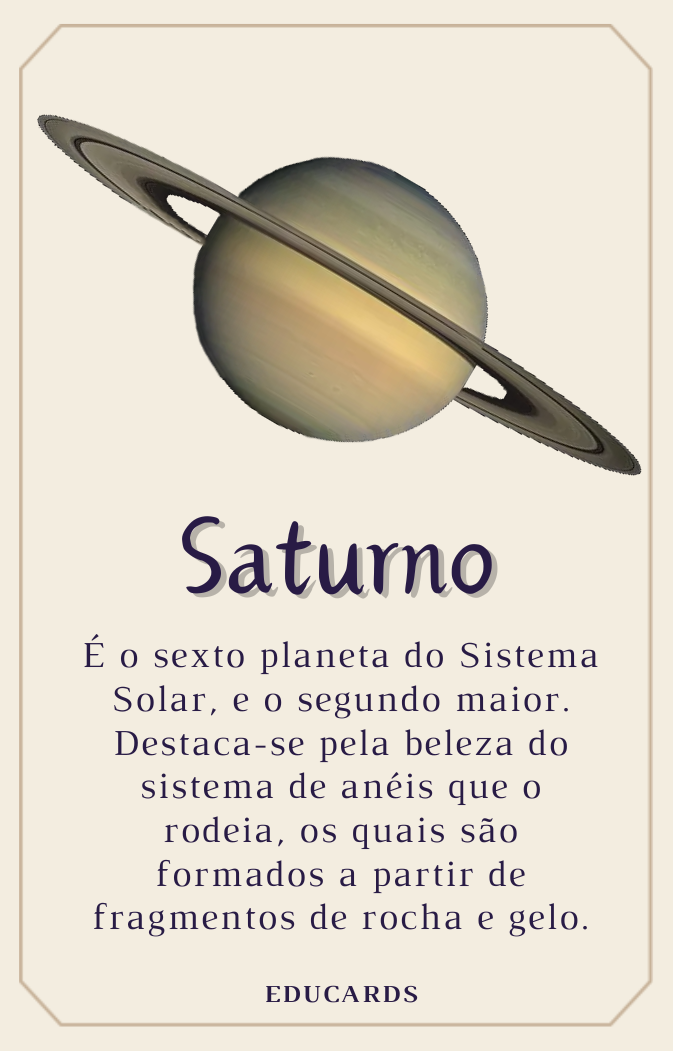 Saturno
É o sexto planeta do Sistema
Solar, e o segundo maior.
Destaca-se pela beleza do
sistema de anéis que o
rodeia, os quais são
formados a partir de
fragmentos de rocha e gelo.
EDUCARDS